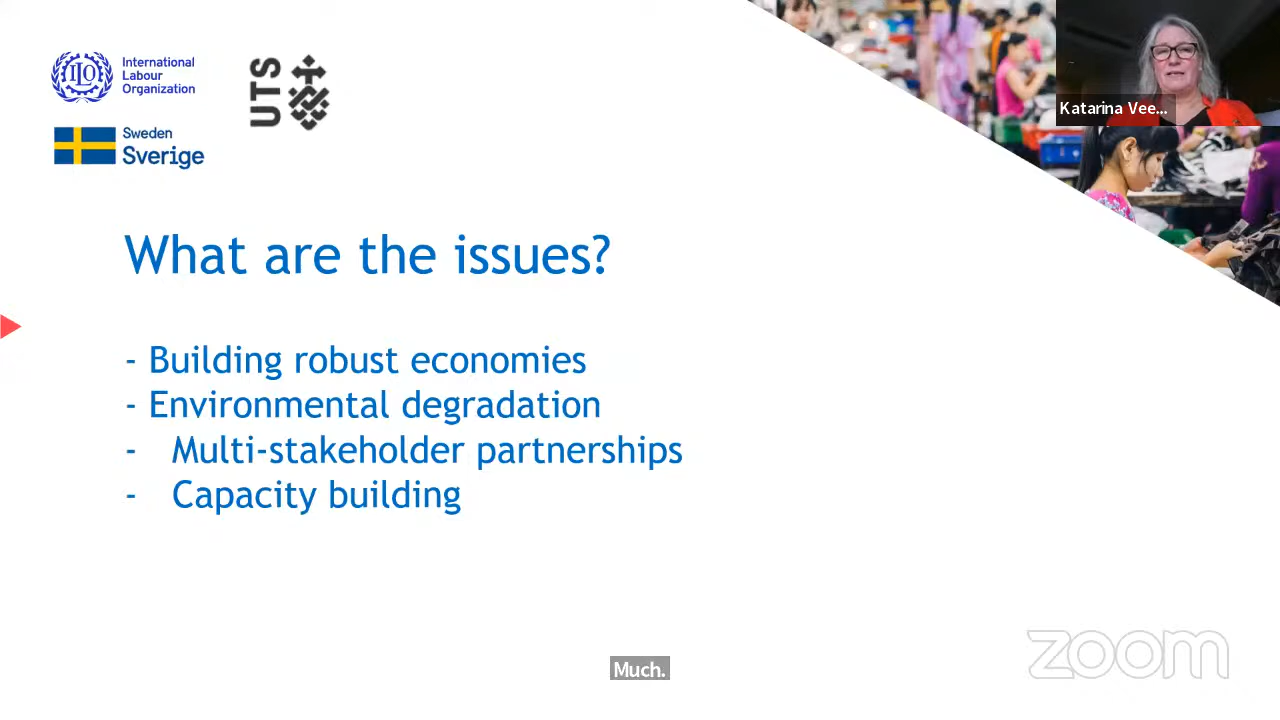 International
Labour
Organization
ILO
UTS
Sweden
Sverige
Katarina Vee...
What are the issues?
- Building robust economies
- Environmental degradation
- Multi-stakeholder partnerships
- Capacity building
zoom
Much.